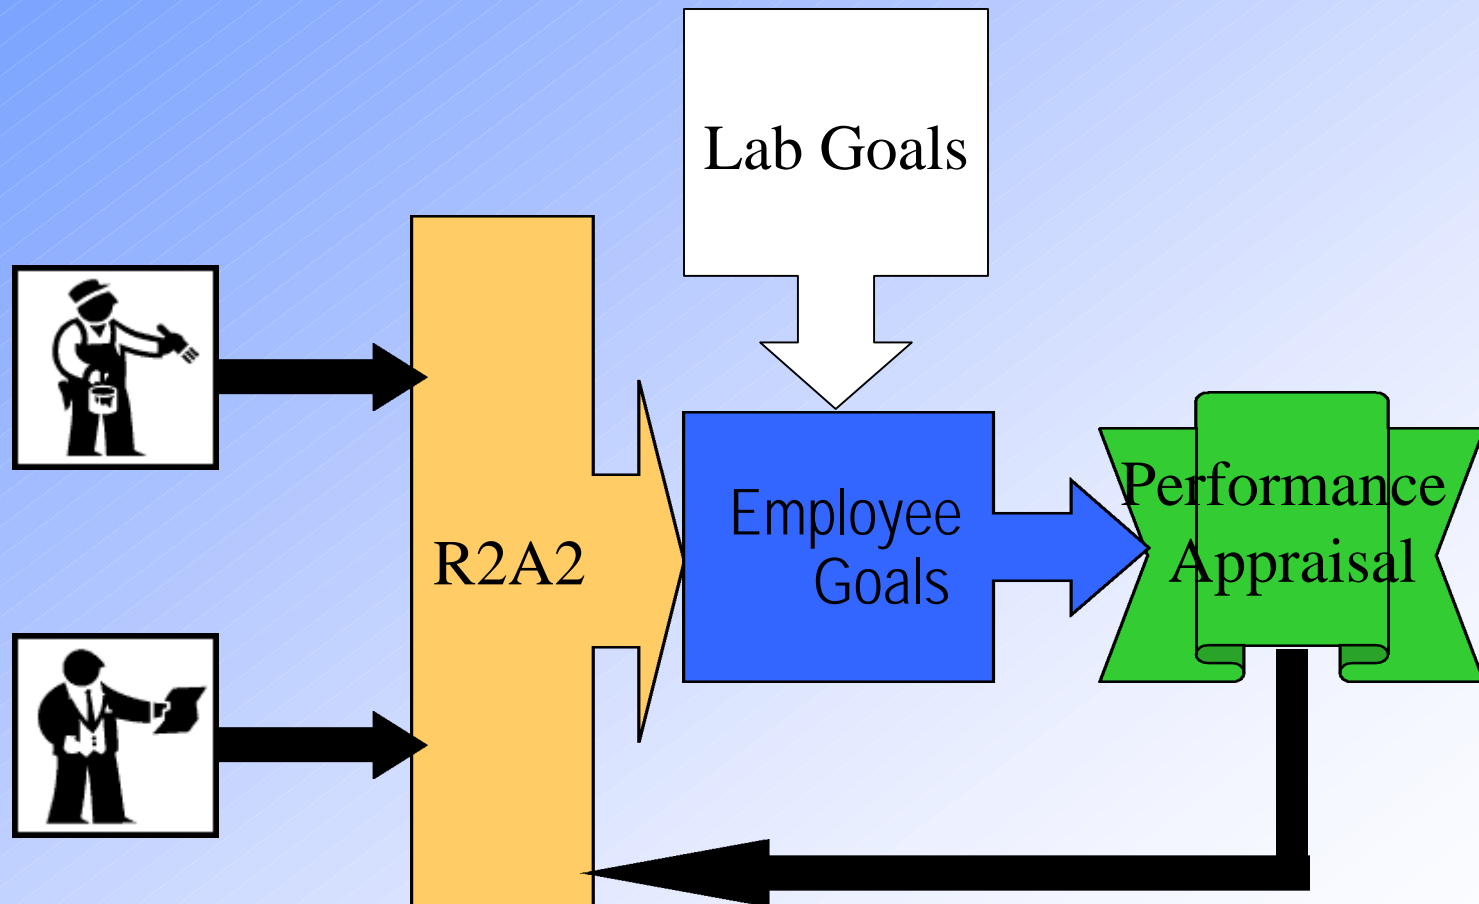 Lab Goals
R2A2
Employee
Goals
Performance
Appraisal